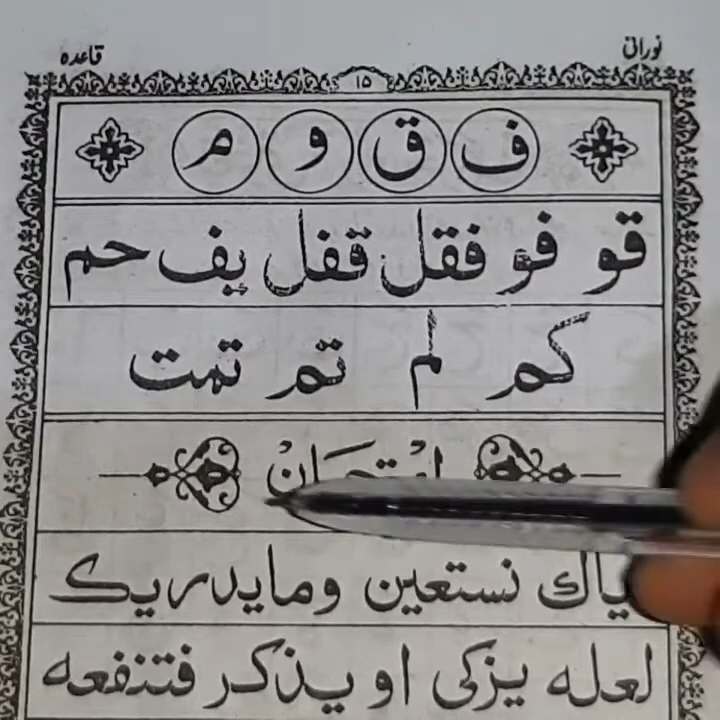 نورانی قاعده
١٥
ف ق و م
قو فو فقل قفل يف حم
كم لم تم تمت
امتحان
ياك نستعين وما يدريك
لعله يزكى او يذكر فتنفعه